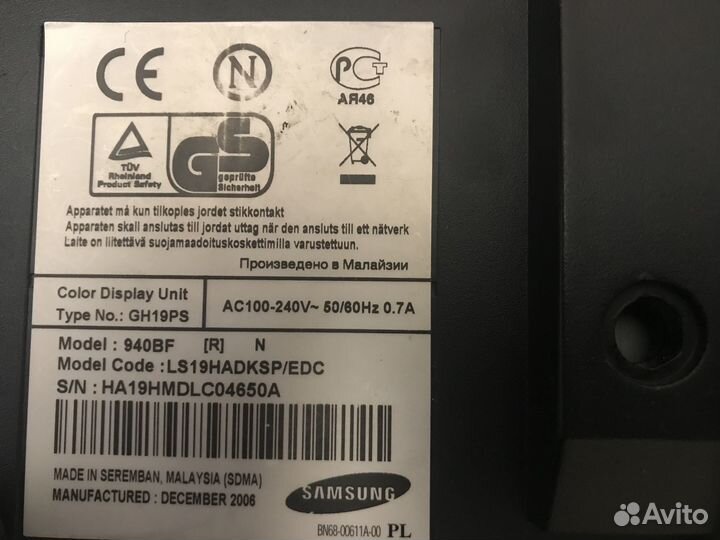 CE N PCT
АЯ46
TÜV
Rheinland
Product Safety
GS
geprüfte
Sicherheit
Apparatet må kun tilkoples jordet stikkontakt
Apparaten skall anslutas till jordat uttag när den ansluts till ett nätverk
Laite on liitettävä suojamaadoituskoskettimilla varustettuun.
Произведено в Малайзии
Color Display Unit
Type No.: GH19PS
AC100-240V~ 50/60Hz 0.7A
Model : 940BF [R] N
Model Code : LS19HADKSP/EDC
S/N : HA19HMDLC04650A
MADE IN SEREMBAN, MALAYSIA (SDMA)
MANUFACTURED : DECEMBER 2006
SAMSUNG
BN68-00611A-00 PL
Avito